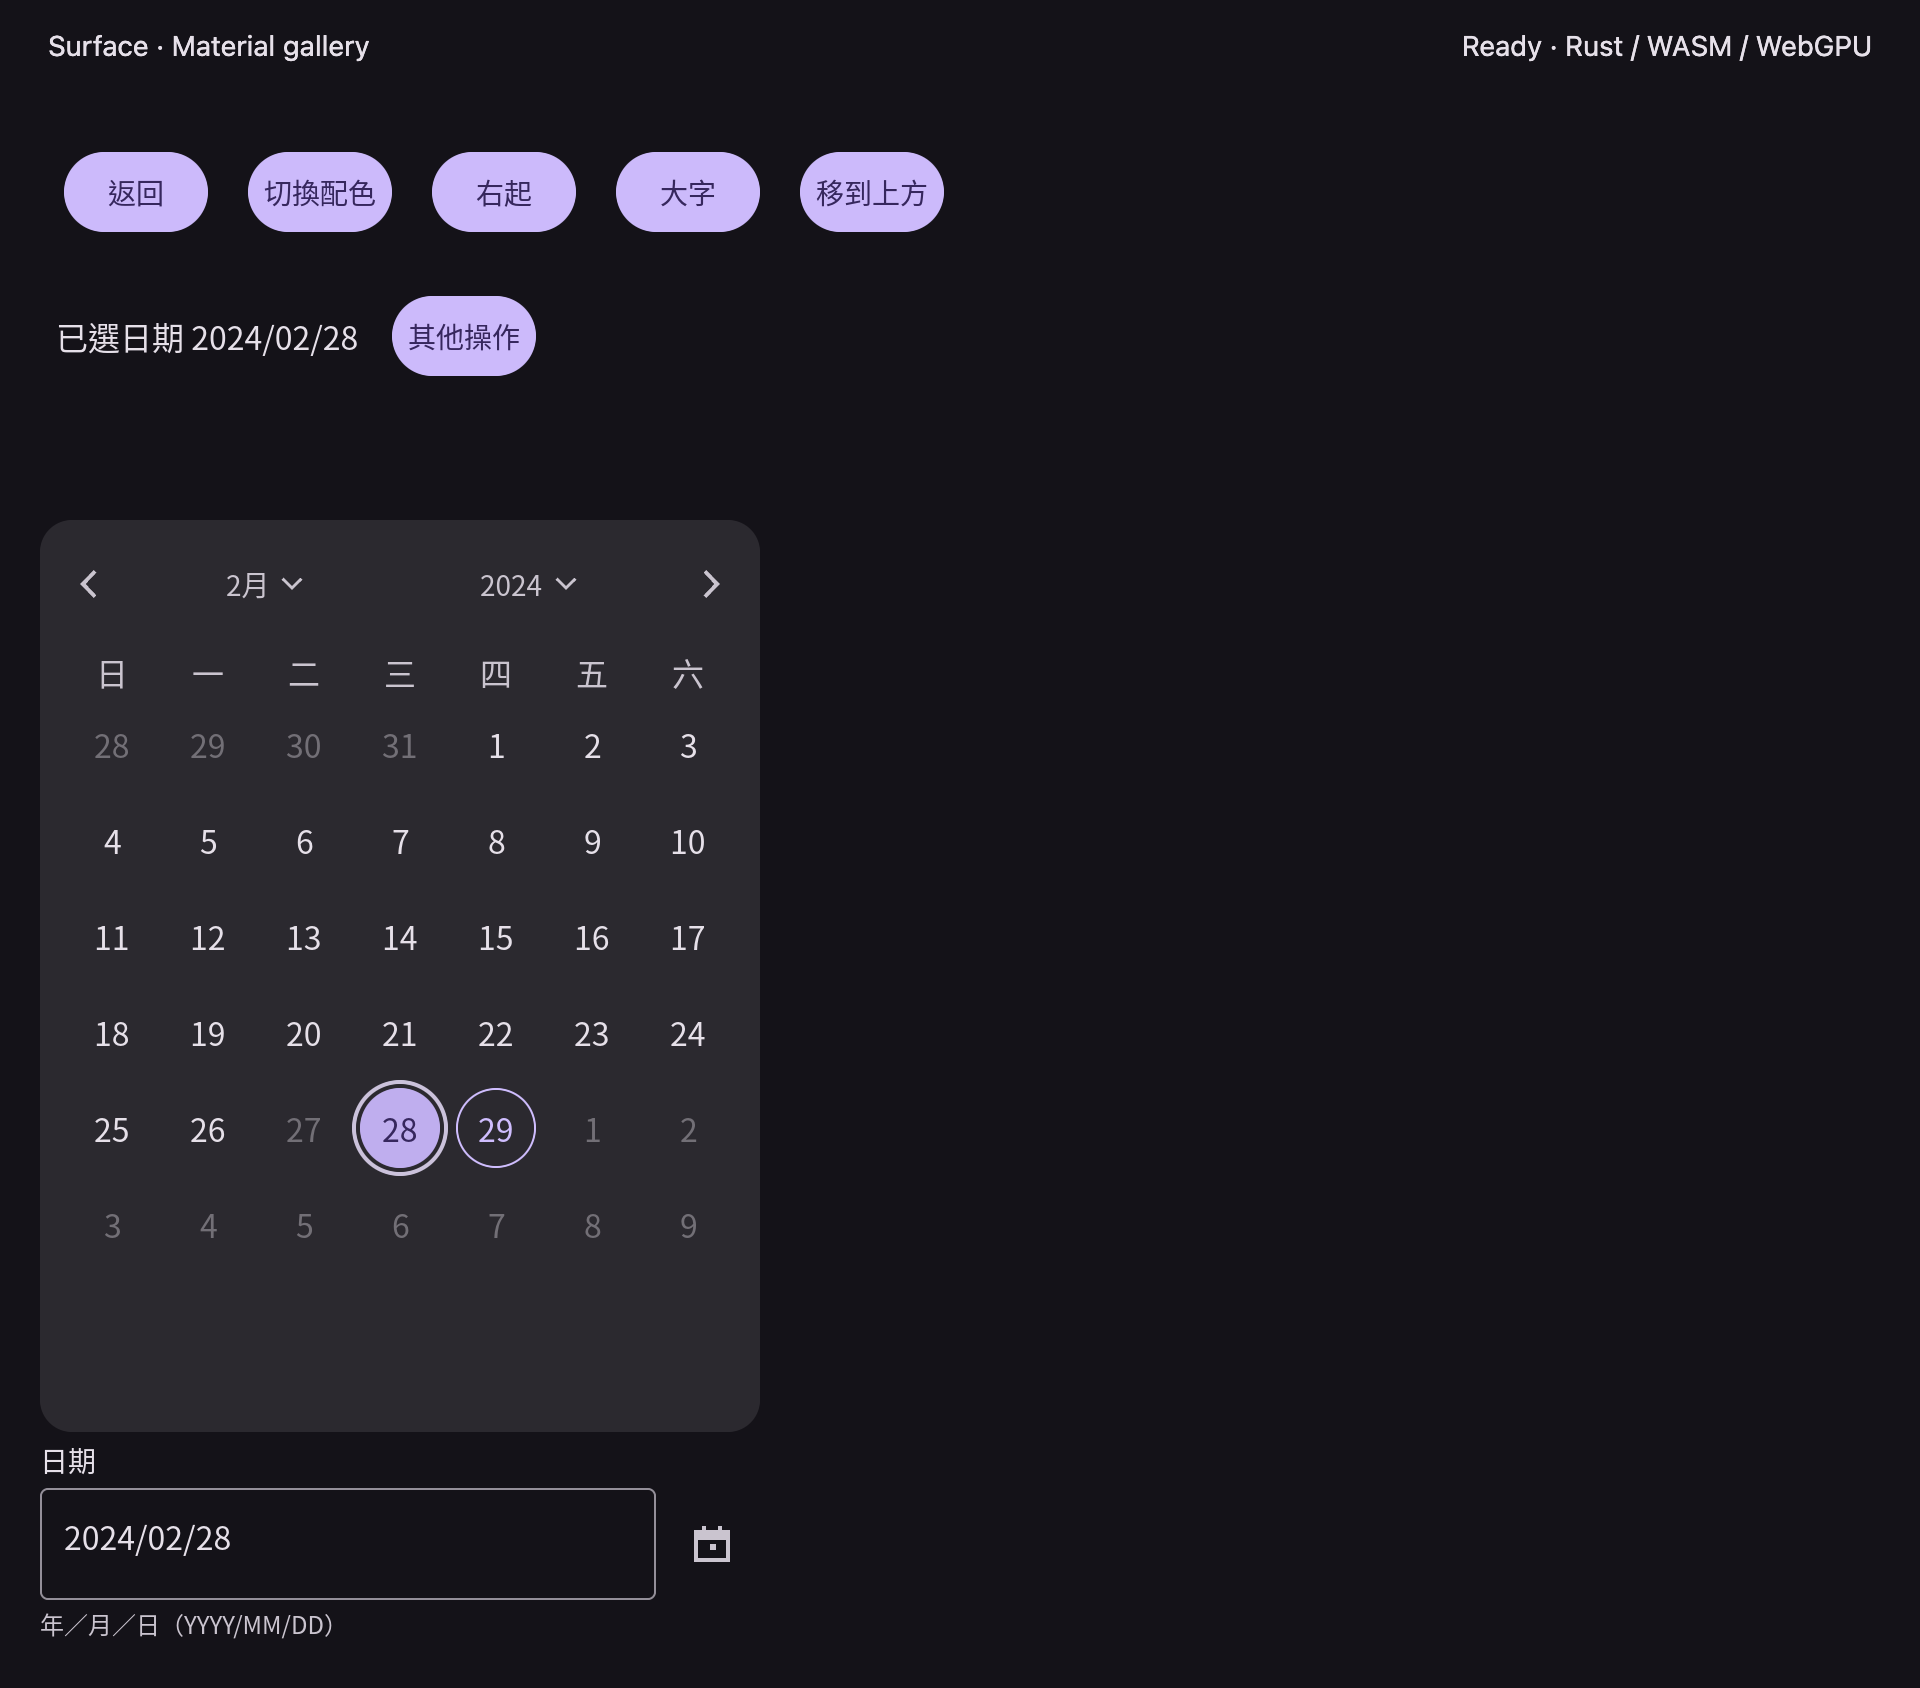 Surface · Material gallery
Ready · Rust / WASM / WebGPU
返回 切換配色 右起 大字 移到上方
已選日期 2024/02/28 其他操作
2月 2024
日 一 二 三 四 五 六
28 29 30 31 1 2 3
4 5 6 7 8 9 10
11 12 13 14 15 16 17
18 19 20 21 22 23 24
25 26 27 28 29 1 2
3 4 5 6 7 8 9
日期
2024/02/28
年／月／日（YYYY/MM/DD）